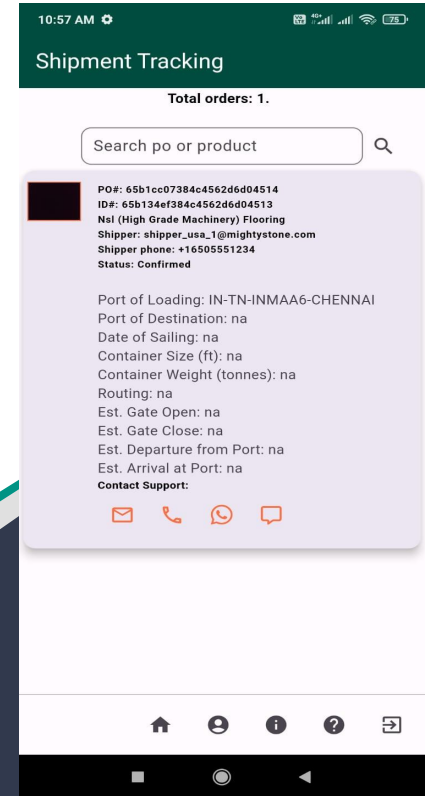 10:57 AM
4G+
75
Shipment Tracking
Total orders: 1.
Search po or product
PO#: 65b1cc07384c4562d6d04514
ID#: 65b134ef384c4562d6d04513
Nsl (High Grade Machinery) Flooring
Shipper: shipper_usa_1@mightystone.com
Shipper phone: +16505551234
Status: Confirmed
Port of Loading: IN-TN-INMAA6-CHENNAI
Port of Destination: na
Date of Sailing: na
Container Size (ft): na
Container Weight (tonnes): na
Routing: na
Est. Gate Open: na
Est. Gate Close: na
Est. Departure from Port: na
Est. Arrival at Port: na
Contact Support: